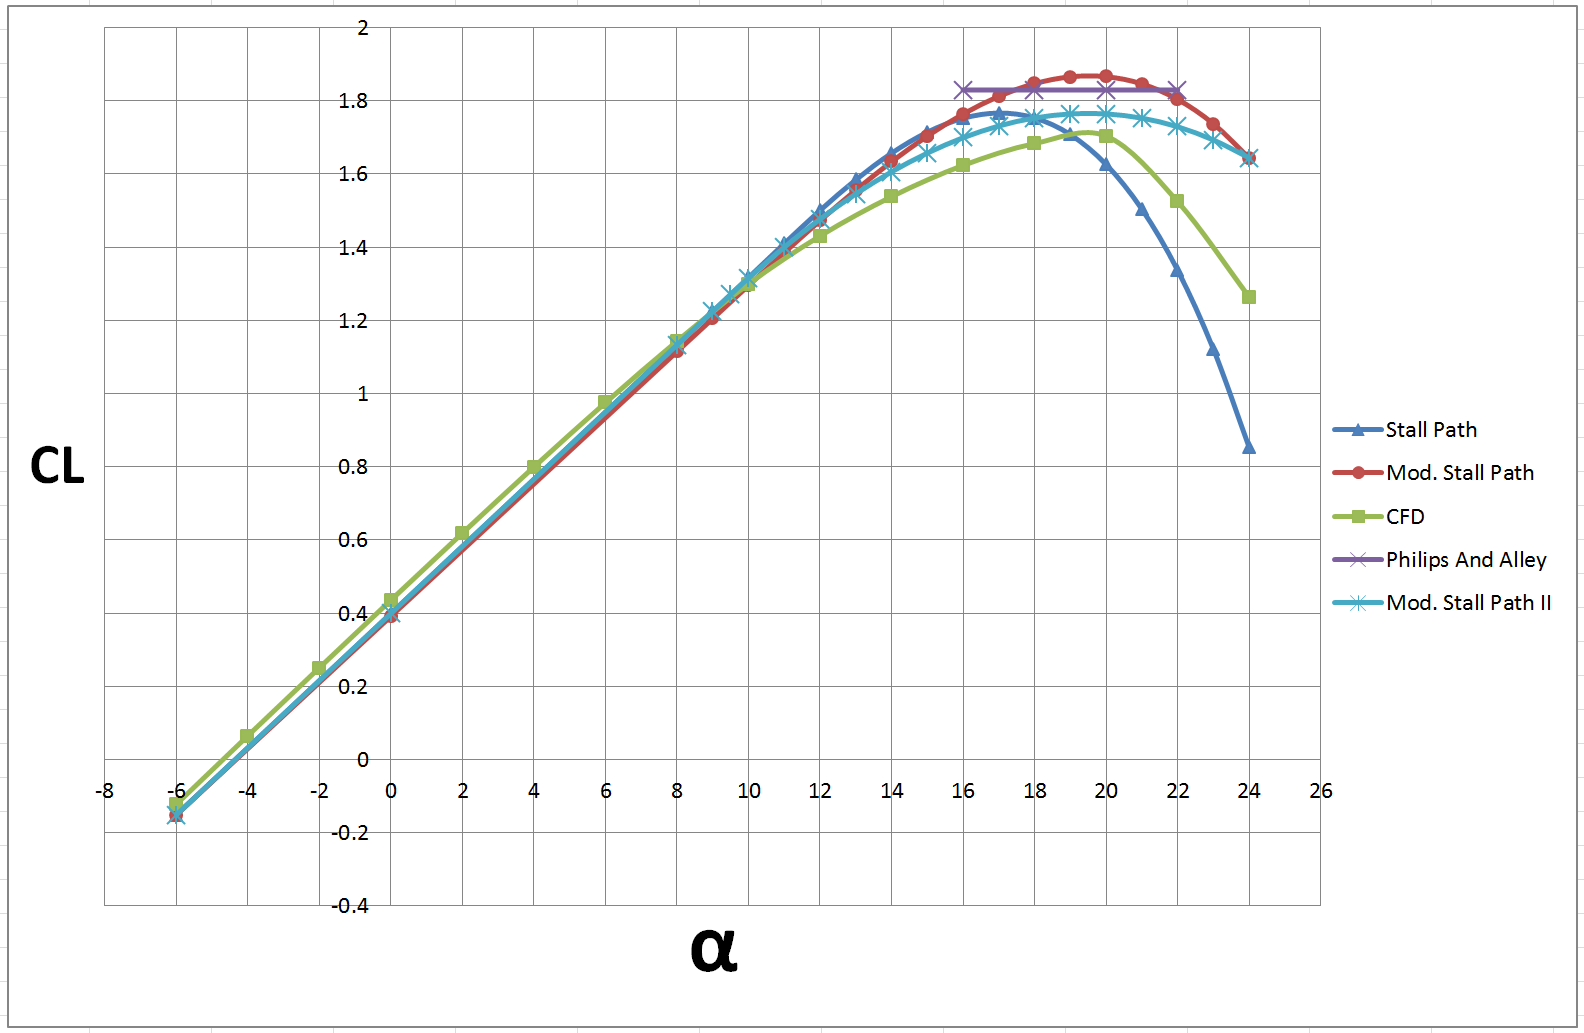 2
1.8
1.6
1.4
1.2
1
0.8
0.6
0.4
0.2
0
-8 -6 -4 -2 0 2 4 6 8 10 12 14 16 18 20 22 24 26
-0.2
-0.4
CL
α
Stall Path
Mod. Stall Path
CFD
Philips And Alley
Mod. Stall Path II